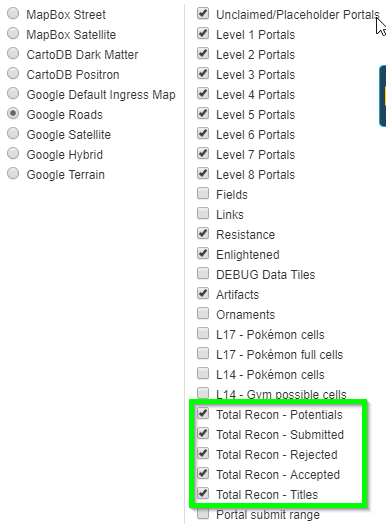 MapBox Street
MapBox Satellite
CartoDB Dark Matter
CartoDB Positron
Google Default Ingress Map
Google Roads
Google Satellite
Google Hybrid
Google Terrain
Unclaimed/Placeholder Portals
Level 1 Portals
Level 2 Portals
Level 3 Portals
Level 4 Portals
Level 5 Portals
Level 6 Portals
Level 7 Portals
Level 8 Portals
Fields
Links
Resistance
Enlightened
DEBUG Data Tiles
Artifacts
Ornaments
L17 - Pokémon cells
L17 - Pokémon full cells
L14 - Pokémon cells
L14 - Gym possible cells
Total Recon - Potentials
Total Recon - Submitted
Total Recon - Rejected
Total Recon - Accepted
Total Recon - Titles
Portal submit range